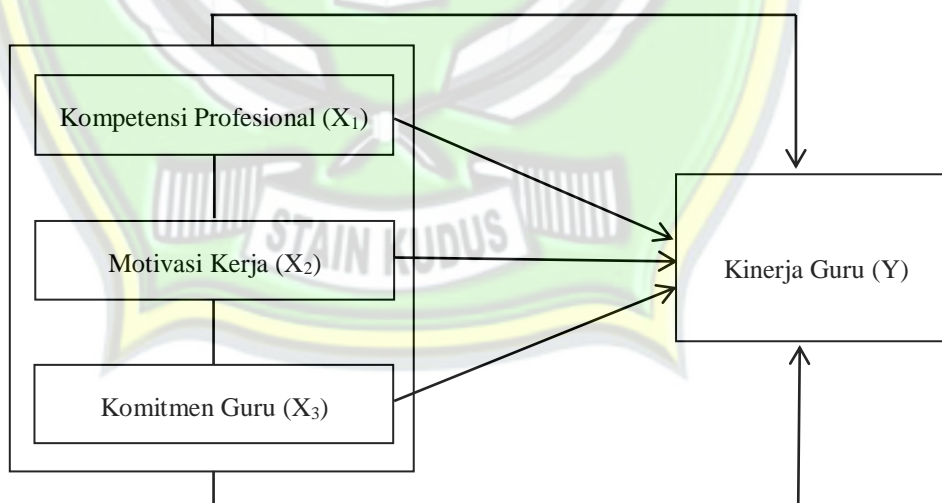 Kompetensi Profesional (X₁)
STAIN KUDUS
Motivasi Kerja (X₂)
Kinerja Guru (Y)
Komitmen Guru (X₃)